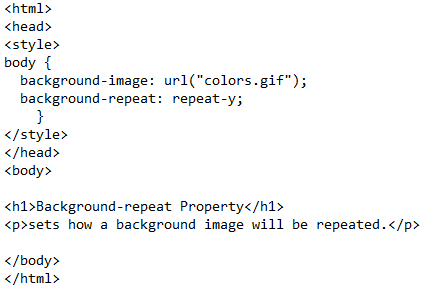 <html>
<head>
<style>
body {
  background-image: url("colors.gif");
  background-repeat: repeat-y;
    }
</style>
</head>
<body>

<h1>Background-repeat Property</h1>
<p>sets how a background image will be repeated.</p>

</body>
</html>